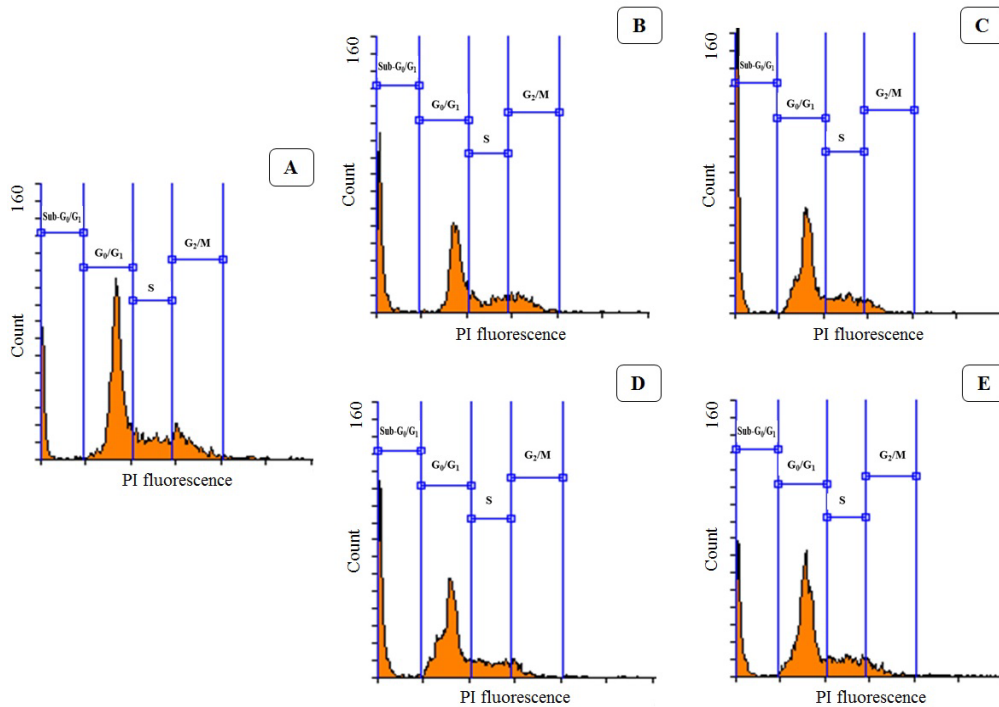 A
160
Sub-G₀/G₁
G₀/G₁
S
G₂/M
Count
PI fluorescence
B
160
Sub-G₀/G₁
G₀/G₁
S
G₂/M
Count
PI fluorescence
C
160
Sub-G₀/G₁
G₀/G₁
S
G₂/M
Count
PI fluorescence
D
160
Sub-G₀/G₁
G₀/G₁
S
G₂/M
Count
PI fluorescence
E
160
Sub-G₀/G₁
G₀/G₁
S
G₂/M
Count
PI fluorescence